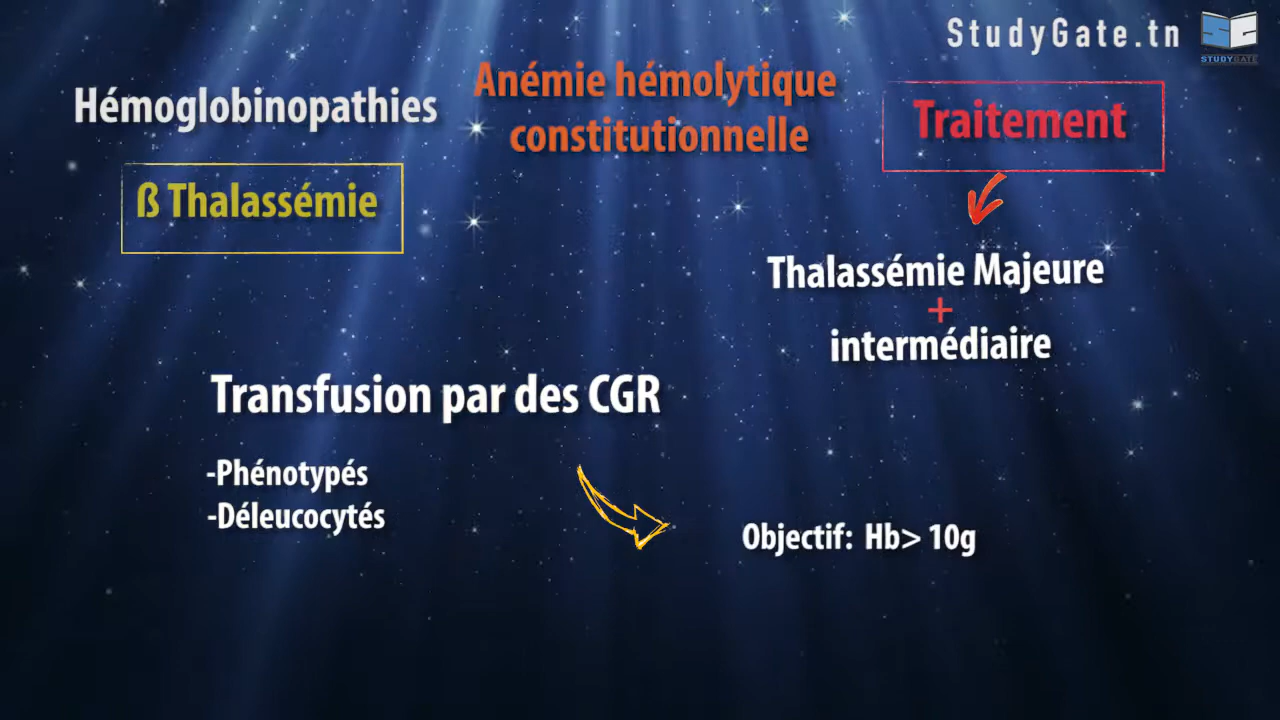 StudyGate.tn
STUDYGATE
Hémoglobinopathies
Anémie hémolytique
constitutionnelle
Traitement
ß Thalassémie
Thalassémie Majeure
+
intermédiaire
Transfusion par des CGR
-Phénotypés
-Déleucocytés
Objectif: Hb> 10g